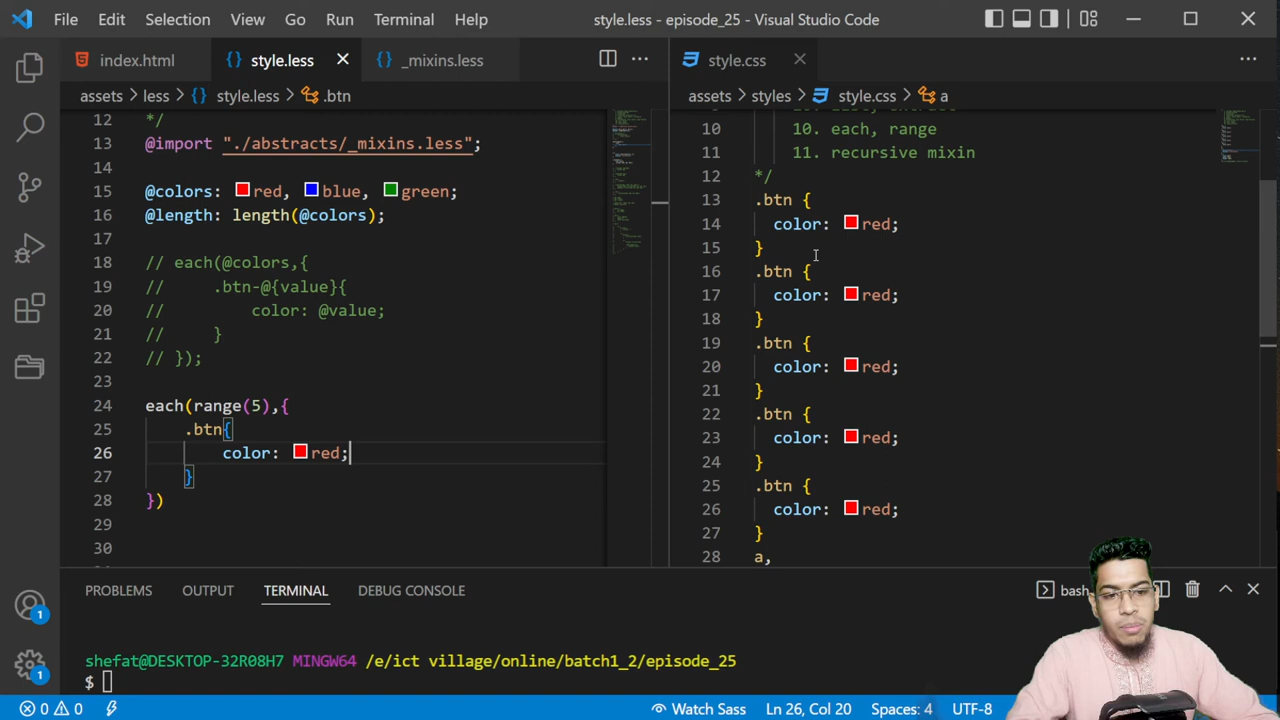 File Edit Selection View Go Run Terminal Help style.less - episode_25 - Visual Studio Code
index.html style.less _mixins.less
assets > less > style.less > .btn
12 */
13 @import "./abstracts/_mixins.less";
14
15 @colors: red, blue, green;
16 @length: length(@colors);
17
18 // each(@colors,{
19 // .btn-@{value}{
20 // color: @value;
21 // }
22 // });
23
24 each(range(5),{
25 .btn{
26 color: red;
27 }
28 })
29
30
style.css
assets > styles > style.css > a
10 10. each, range
11 11. recursive mixin
12 */
13 .btn {
14 color: red;
15 }
16 .btn {
17 color: red;
18 }
19 .btn {
20 color: red;
21 }
22 .btn {
23 color: red;
24 }
25 .btn {
26 color: red;
27 }
28 a,
PROBLEMS OUTPUT TERMINAL DEBUG CONSOLE
bash
shefat@DESKTOP-32R08H7 MINGW64 /e/ict village/online/batch1_2/episode_25
$
1
1
0 0 Watch Sass Ln 26, Col 20 Spaces: 4 UTF-8